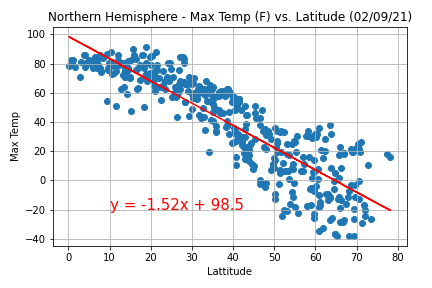 Northern Hemisphere - Max Temp (F) vs. Latitude (02/09/21)
100
80
60
40
20
0
−20
−40
Max Temp
y = -1.52x + 98.5
0 10 20 30 40 50 60 70 80
Lattitude